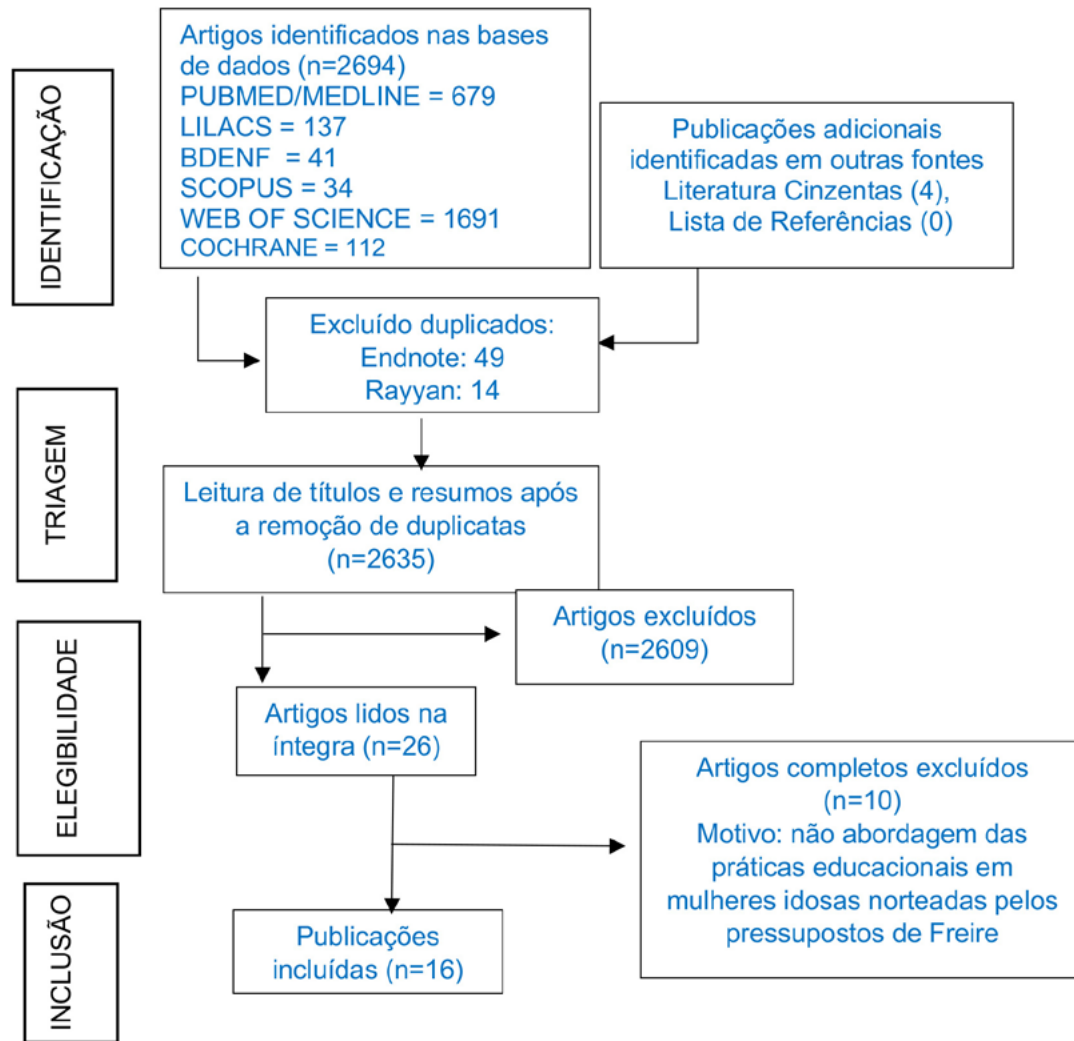 IDENTIFICAÇÃO
Artigos identificados nas bases
de dados (n=2694)
PUBMED/MEDLINE = 679
LILACS = 137
BDENF = 41
SCOPUS = 34
WEB OF SCIENCE = 1691
COCHRANE = 112
Publicações adicionais
identificadas em outras fontes
Literatura Cinzentas (4),
Lista de Referências (0)
Excluído duplicados:
Endnote: 49
Rayyan: 14
TRIAGEM
Leitura de títulos e resumos após
a remoção de duplicatas
(n=2635)
Artigos excluídos
(n=2609)
ELEGIBILIDADE
Artigos lidos na
íntegra (n=26)
Artigos completos excluídos
(n=10)
Motivo: não abordagem das
práticas educacionais em
mulheres idosas norteadas pelos
pressupostos de Freire
INCLUSÃO
Publicações
incluídas (n=16)